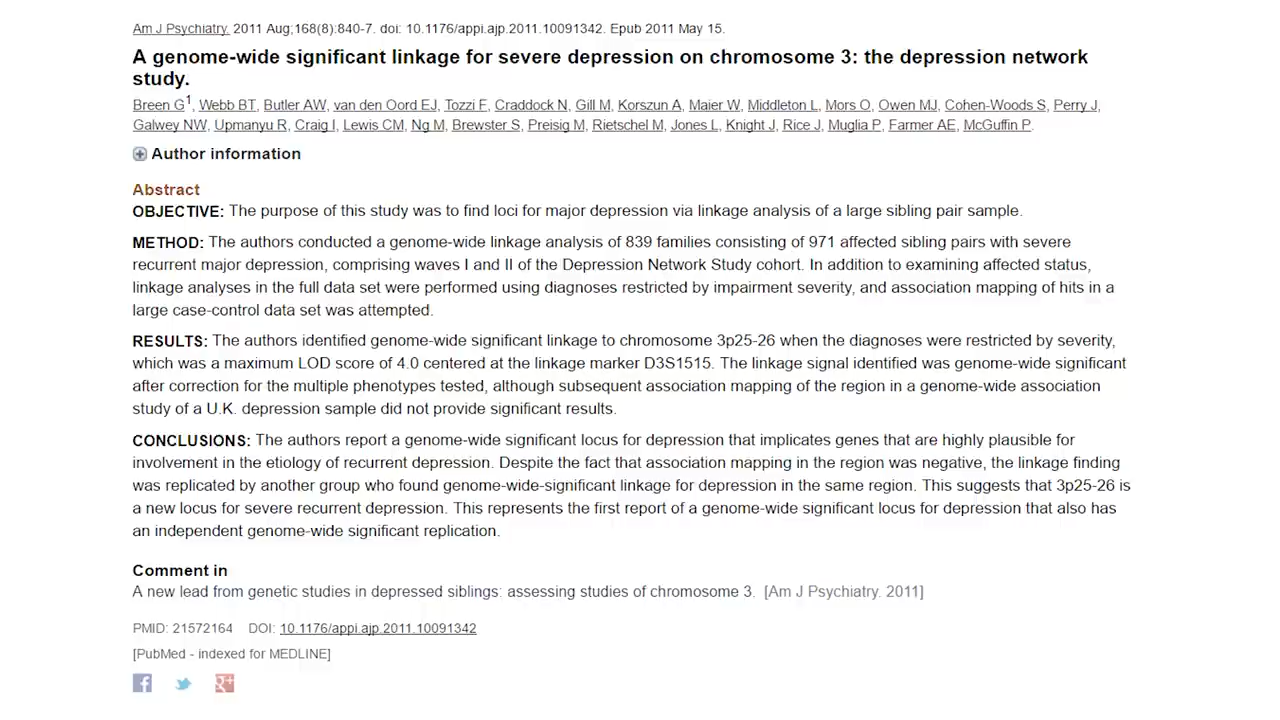 Am J Psychiatry. 2011 Aug;168(8):840-7. doi: 10.1176/appi.ajp.2011.10091342. Epub 2011 May 15.
A genome-wide significant linkage for severe depression on chromosome 3: the depression network
study.
Breen G1, Webb BT, Butler AW, van den Oord EJ, Tozzi F, Craddock N, Gill M, Korszun A, Maier W, Middleton L, Mors O, Owen MJ, Cohen-Woods S, Perry J,
Galwey NW, Upmanyu R, Craig I, Lewis CM, Ng M, Brewster S, Preisig M, Rietschel M, Jones L, Knight J, Rice J, Muglia P, Farmer AE, McGuffin P.
Author information
Abstract
OBJECTIVE: The purpose of this study was to find loci for major depression via linkage analysis of a large sibling pair sample.
METHOD: The authors conducted a genome-wide linkage analysis of 839 families consisting of 971 affected sibling pairs with severe
recurrent major depression, comprising waves I and II of the Depression Network Study cohort. In addition to examining affected status,
linkage analyses in the full data set were performed using diagnoses restricted by impairment severity, and association mapping of hits in a
large case-control data set was attempted.
RESULTS: The authors identified genome-wide significant linkage to chromosome 3p25-26 when the diagnoses were restricted by severity,
which was a maximum LOD score of 4.0 centered at the linkage marker D3S1515. The linkage signal identified was genome-wide significant
after correction for the multiple phenotypes tested, although subsequent association mapping of the region in a genome-wide association
study of a U.K. depression sample did not provide significant results.
CONCLUSIONS: The authors report a genome-wide significant locus for depression that implicates genes that are highly plausible for
involvement in the etiology of recurrent depression. Despite the fact that association mapping in the region was negative, the linkage finding
was replicated by another group who found genome-wide-significant linkage for depression in the same region. This suggests that 3p25-26 is
a new locus for severe recurrent depression. This represents the first report of a genome-wide significant locus for depression that also has
an independent genome-wide significant replication.
Comment in
A new lead from genetic studies in depressed siblings: assessing studies of chromosome 3. [Am J Psychiatry. 2011]
PMID: 21572164 DOI: 10.1176/appi.ajp.2011.10091342
[PubMed - indexed for MEDLINE]